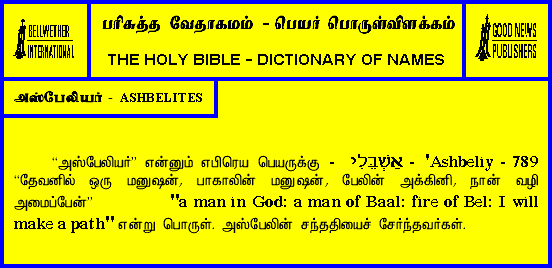 BELLWETHER
INTERNATIONAL
பரிசுத்த வேதாகமம் - பெயர் பொருள்விளக்கம்
THE HOLY BIBLE - DICTIONARY OF NAMES
GOOD NEWS
PUBLISHERS
அஸ்பேலியர் - ASHBELITES
“அஸ்பேலியர்” என்னும் எபிரெய பெயருக்கு - אַשְׁבֵּלִי - 'Ashbeliy - 789
“தேவனில் ஒரு மனுஷன், பாகாலின் மனுஷன், பேலின் அக்கினி, நான் வழி
அமைப்பேன்” "a man in God: a man of Baal: fire of Bel: I will
make a path" என்று பொருள். அஸ்பேலின் சந்ததியைச் சேர்ந்தவர்கள்.